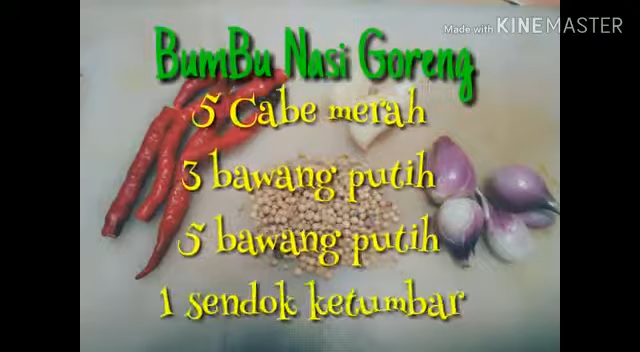 Made with KINEMASTER
BumBu Nasi Goreng
5 Cabe merah
3 bawang putih
5 bawang putih
1 sendok ketumbar